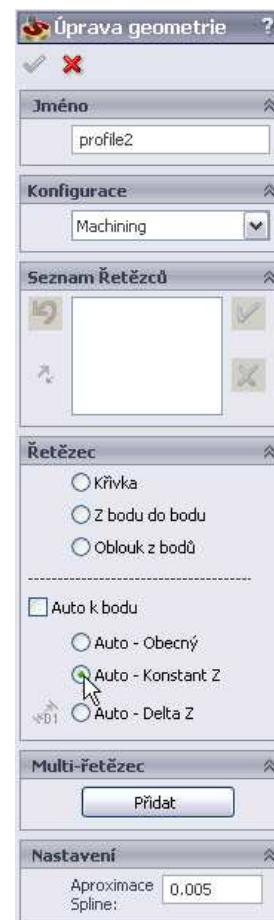 Úprava geometrie ?
Jméno
profile2
Konfigurace
Machining
Seznam Řetězců
Řetězec
Křivka
Z bodu do bodu
Oblouk z bodů
Auto k bodu
Auto - Obecný
Auto - Konstant Z
Auto - Delta Z
Multi-řetězec
Přidat
Nastavení
Aproximace
Spline:
0.005